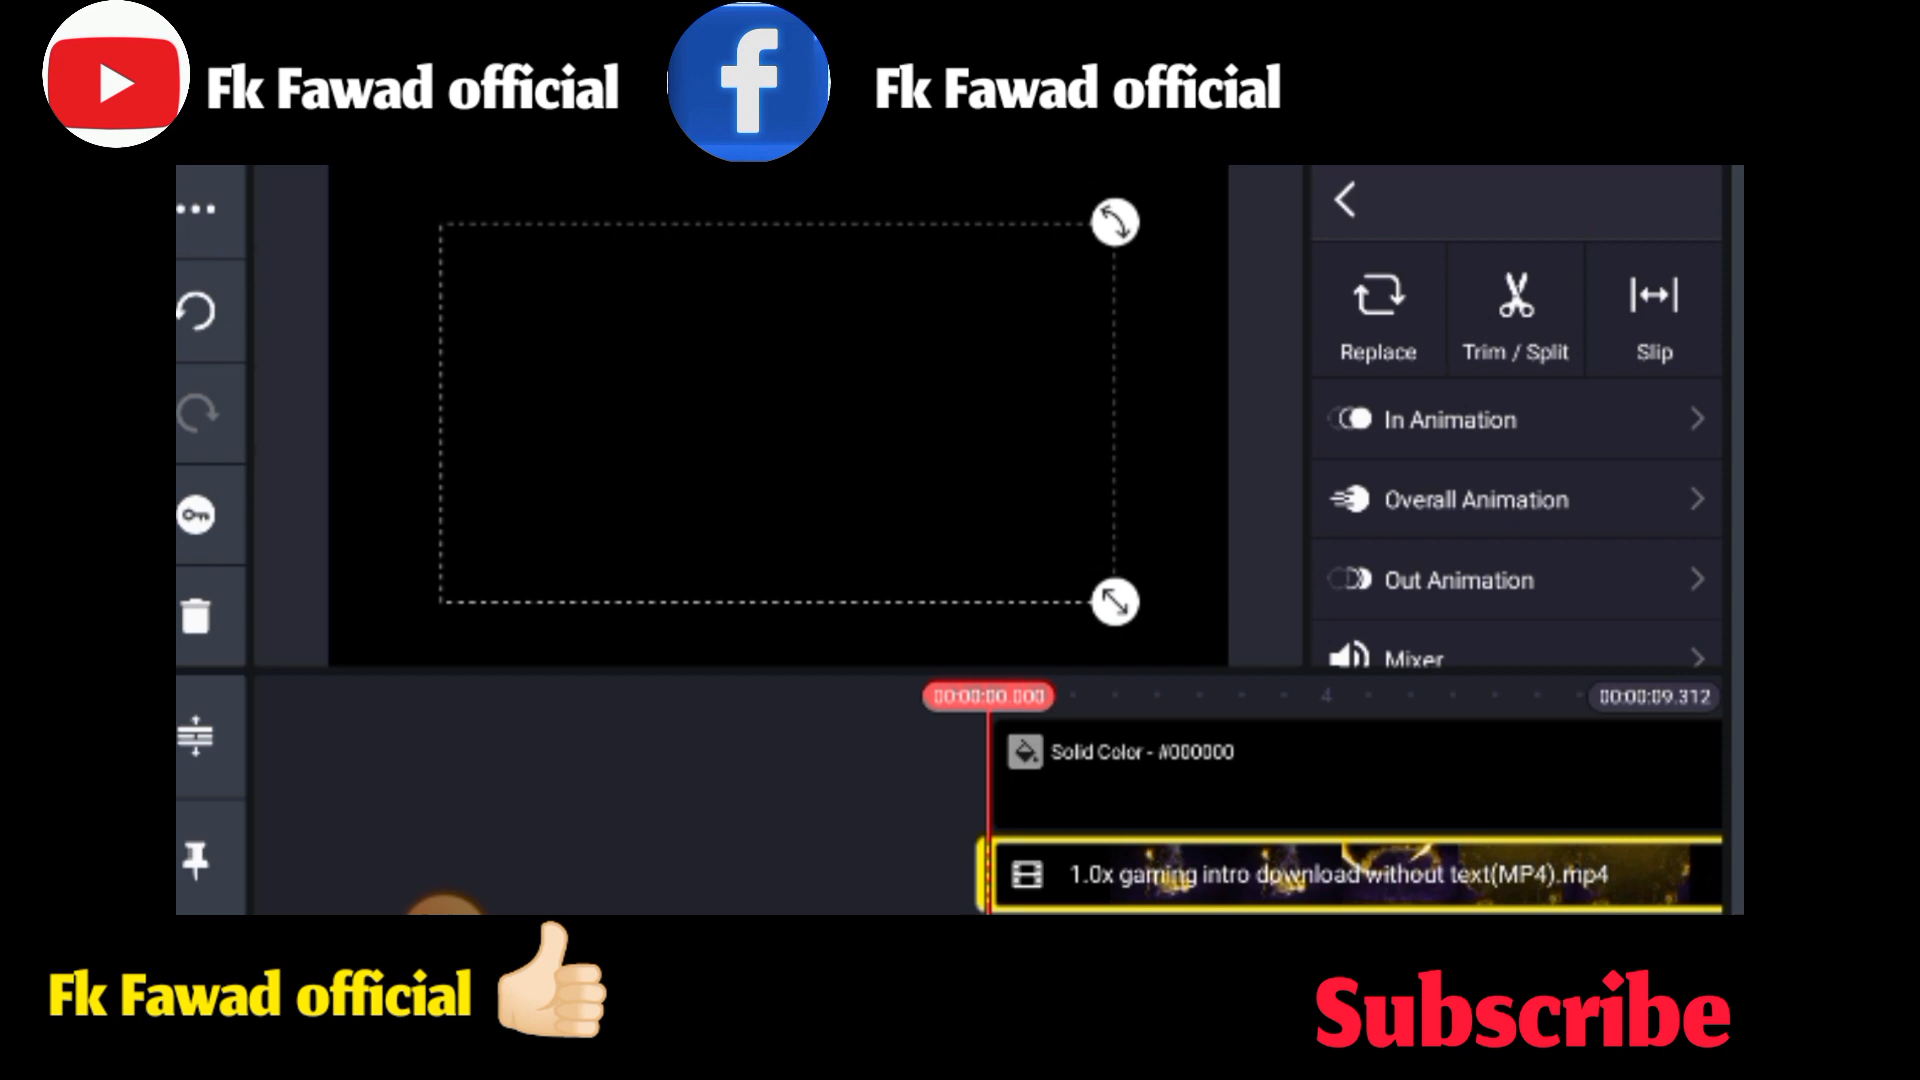 Fk Fawad official
Fk Fawad official
Replace
Trim / Split
Slip
In Animation
Overall Animation
Out Animation
Mixer
00:00:00.000
4
00:00:09.312
Solid Color - #000000
1.0x gaming intro download without text(MP4).mp4
Fk Fawad official
Subscribe